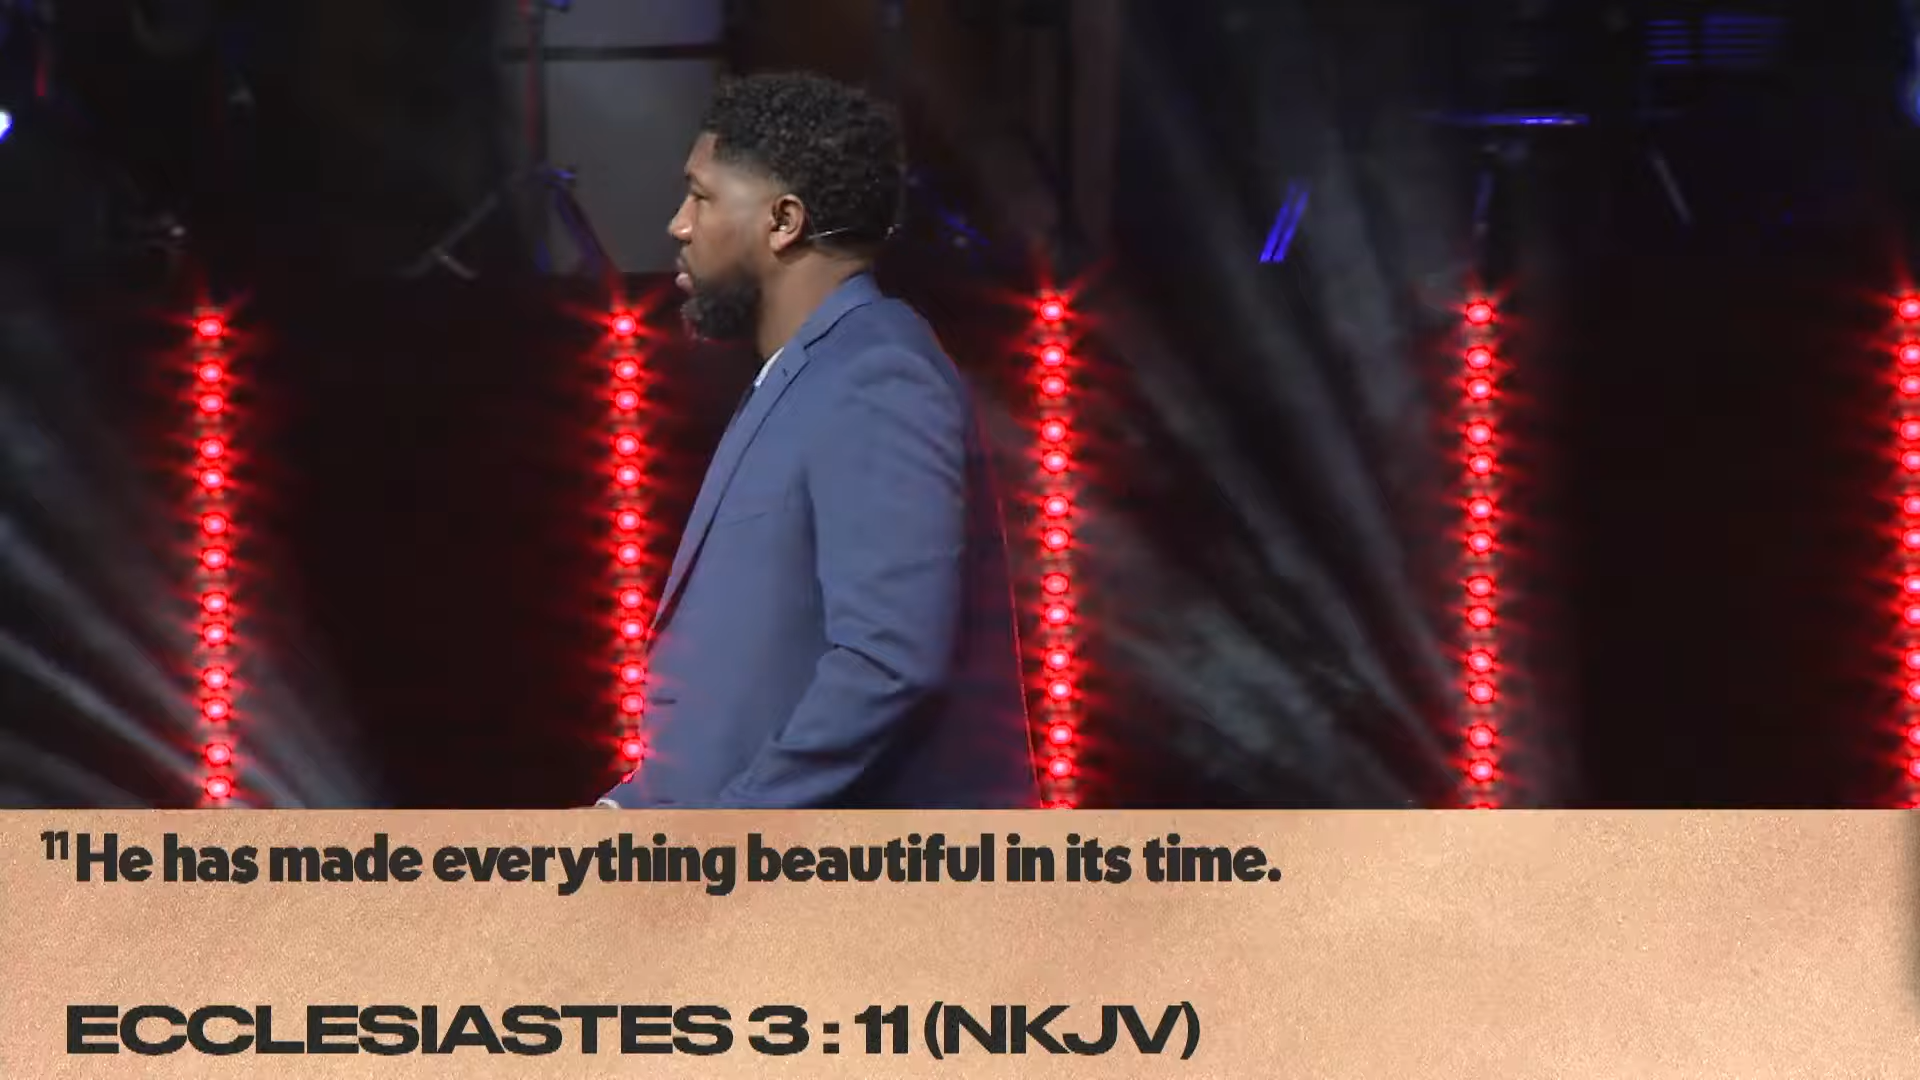 11 He has made everything beautiful in its time.
ECCLESIASTES 3 : 11 (NKJV)